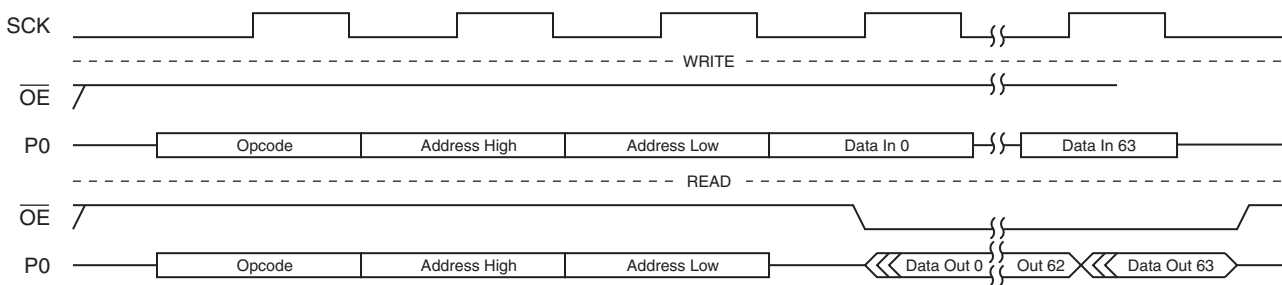 SCK
WRITE
OE
P0 Opcode Address High Address Low Data In 0 Data In 63
READ
OE
P0 Opcode Address High Address Low Data Out 0 Out 62 Data Out 63